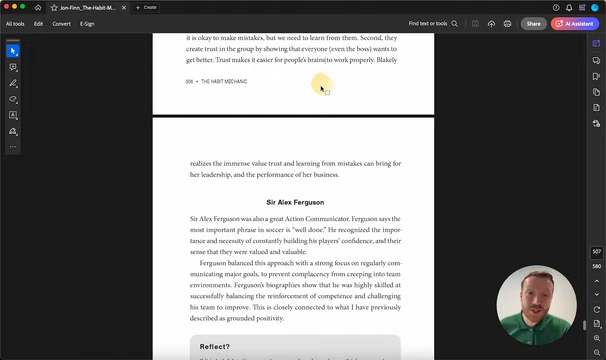 Jon-Finn_The-Habit-M...
+ Create
All tools
Edit
Convert
E-Sign
Find text or tools
Share
AI Assistant
it is okay to make mistakes, but we need to learn from them. Second, they
create trust in the group by showing that everyone (even the boss) wants to
get better. Trust makes it easier for people's brains to work properly. Blakely
506 • THE HABIT MECHANIC
realizes the immense value trust and learning from mistakes can bring for
her leadership, and the performance of her business.
Sir Alex Ferguson
Sir Alex Ferguson was also a great Action Communicator. Ferguson says the
most important phrase in soccer is "well done." He recognized the impor-
tance and necessity of constantly building his players' confidence, and their
sense that they were valued and valuable.
Ferguson balanced this approach with a strong focus on regularly com-
municating major goals, to prevent complacency from creeping into team
environments. Ferguson's biographies show that he was highly skilled at
successfully balancing the reinforcement of competence and challenging
his team to improve. This is closely connected to what I have previously
described as grounded positivity.
Reflect?
507
580